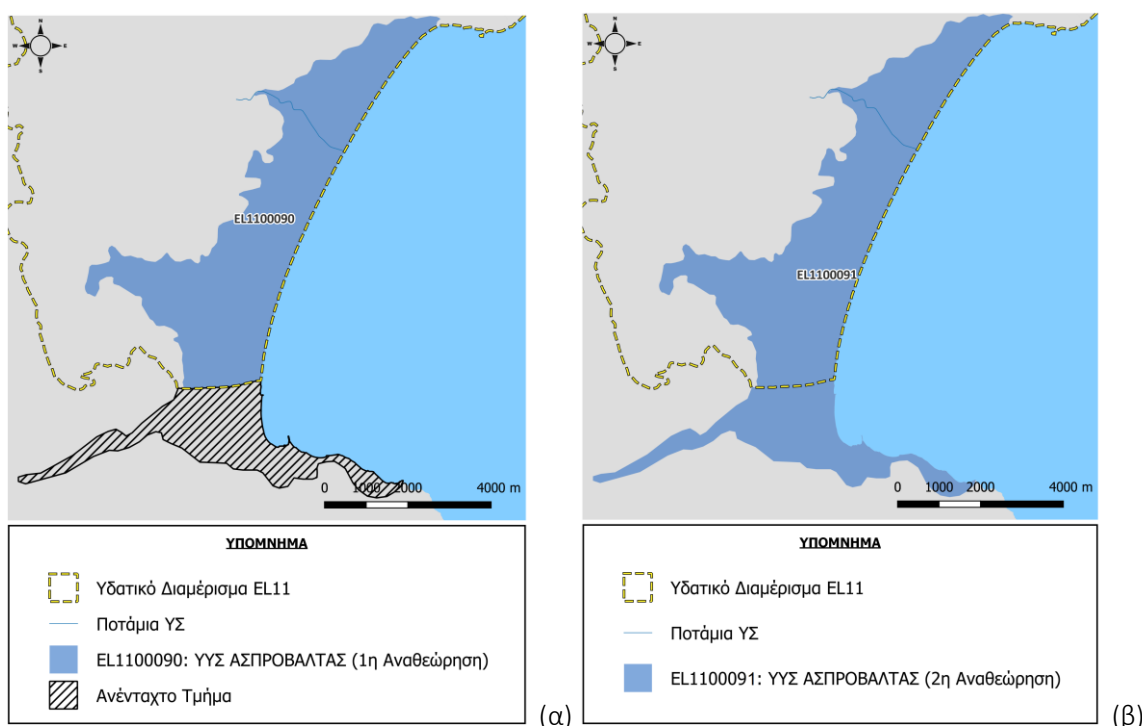 N
W E
S
EL1100090
0 1000 2000 4000 m
ΥΠΟΜΝΗΜΑ
Υδατικό Διαμέρισμα EL11
Ποτάμια ΥΣ
EL1100090: ΥΥΣ ΑΣΠΡΟΒΑΛΤΑΣ (1η Αναθεώρηση)
Ανένταχτο Τμήμα
(α)
N
W E
S
EL1100091
0 1000 2000 4000 m
ΥΠΟΜΝΗΜΑ
Υδατικό Διαμέρισμα EL11
Ποτάμια ΥΣ
EL1100091: ΥΥΣ ΑΣΠΡΟΒΑΛΤΑΣ (2η Αναθεώρηση)
(β)